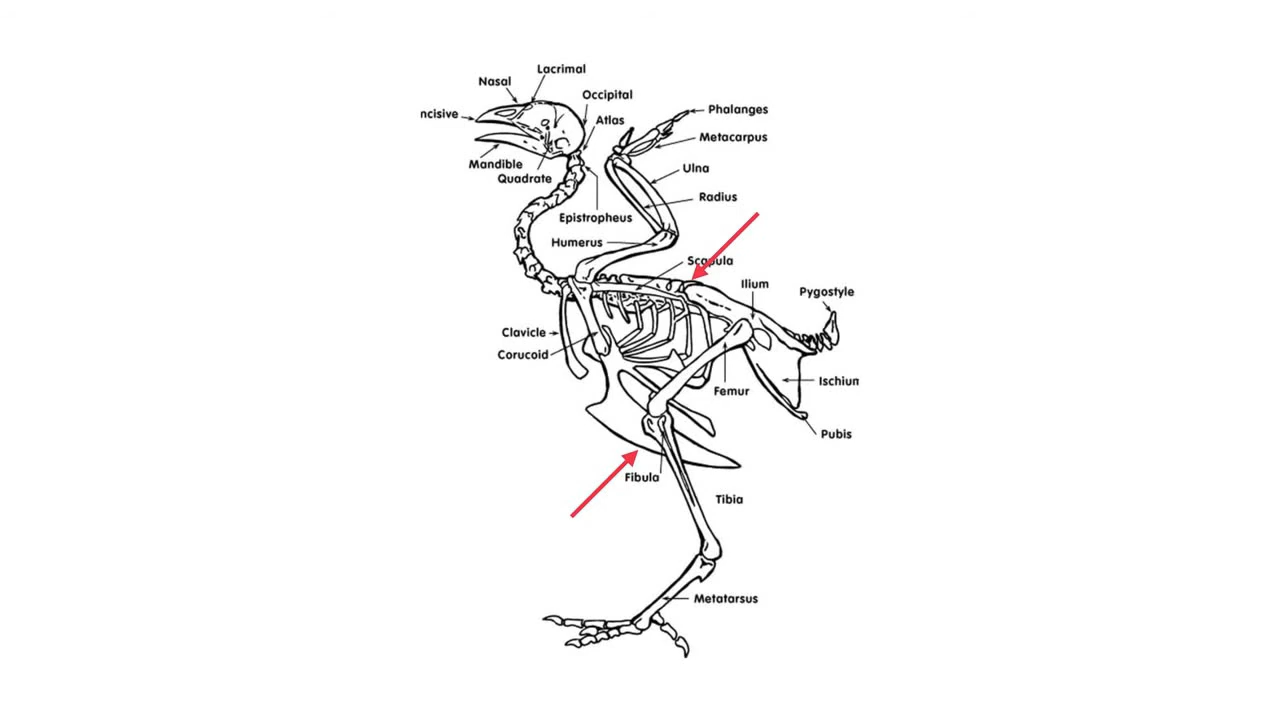 Lacrimal
Nasal
Occipital
ncisive
Atlas
Phalanges
Metacarpus
Mandible
Quadrate
Ulna
Radius
Epistropheus
Humerus
Scapula
Ilium
Pygostyle
Clavicle
Corucoid
Femur
Ischium
Pubis
Fibula
Tibia
Metatarsus